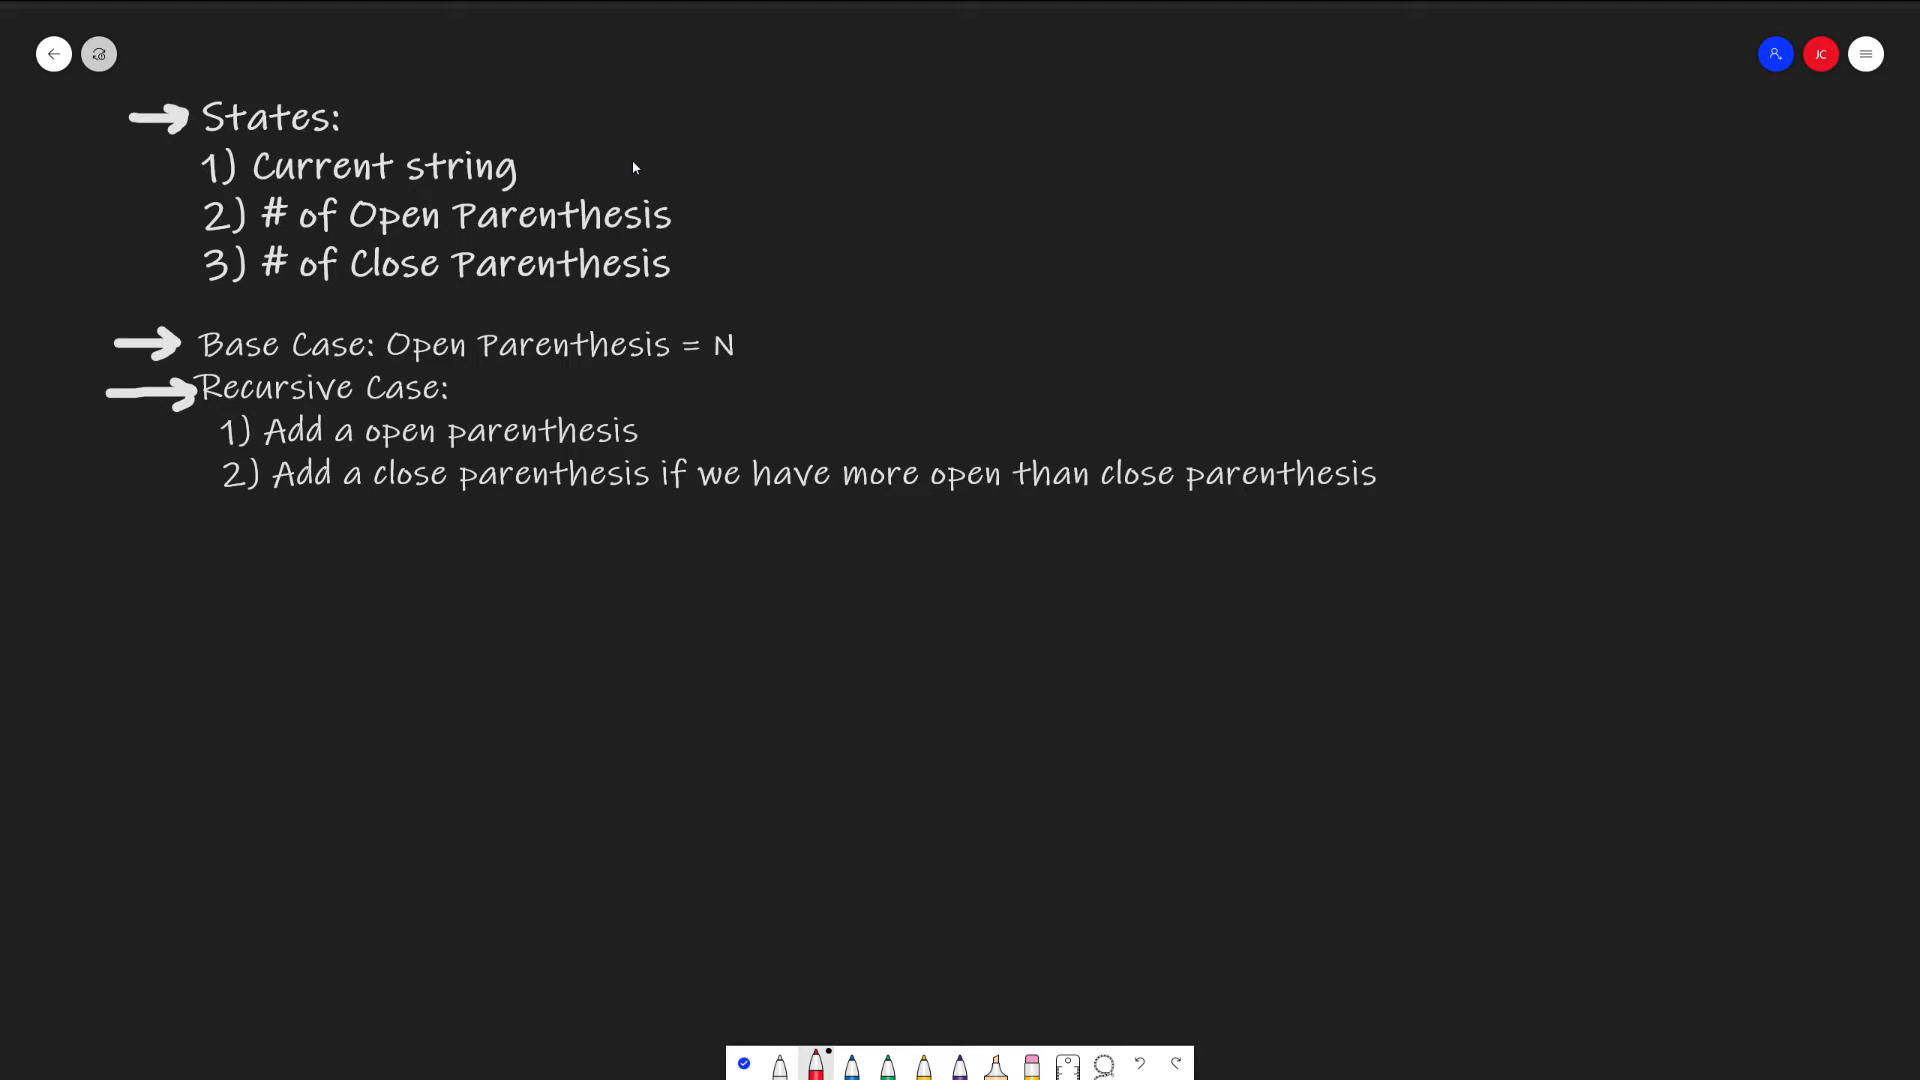 JC
States:
1) Current string
2) # of Open Parenthesis
3) # of Close Parenthesis
Base Case: Open Parenthesis = N
Recursive Case:
1) Add a open parenthesis
2) Add a close parenthesis if we have more open than close parenthesis